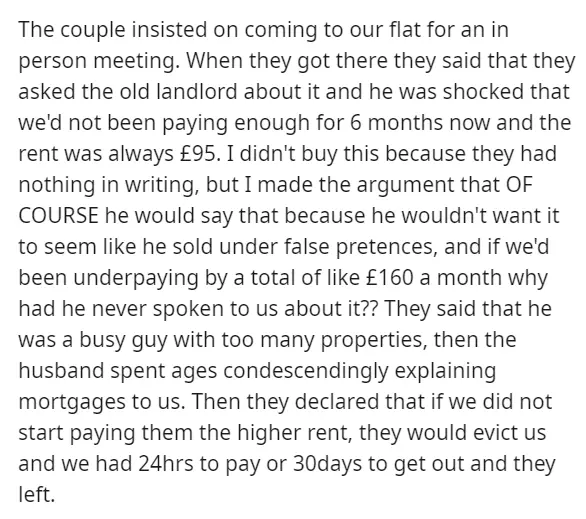 The couple insisted on coming to our flat for an in
person meeting. When they got there they said that they
asked the old landlord about it and he was shocked that
we'd not been paying enough for 6 months now and the
rent was always £95. I didn't buy this because they had
nothing in writing, but I made the argument that OF
COURSE he would say that because he wouldn't want it
to seem like he sold under false pretences, and if we'd
been underpaying by a total of like £160 a month why
had he never spoken to us about it?? They said that he
was a busy guy with too many properties, then the
husband spent ages condescendingly explaining
mortgages to us. Then they declared that if we did not
start paying them the higher rent, they would evict us
and we had 24hrs to pay or 30days to get out and they
left.